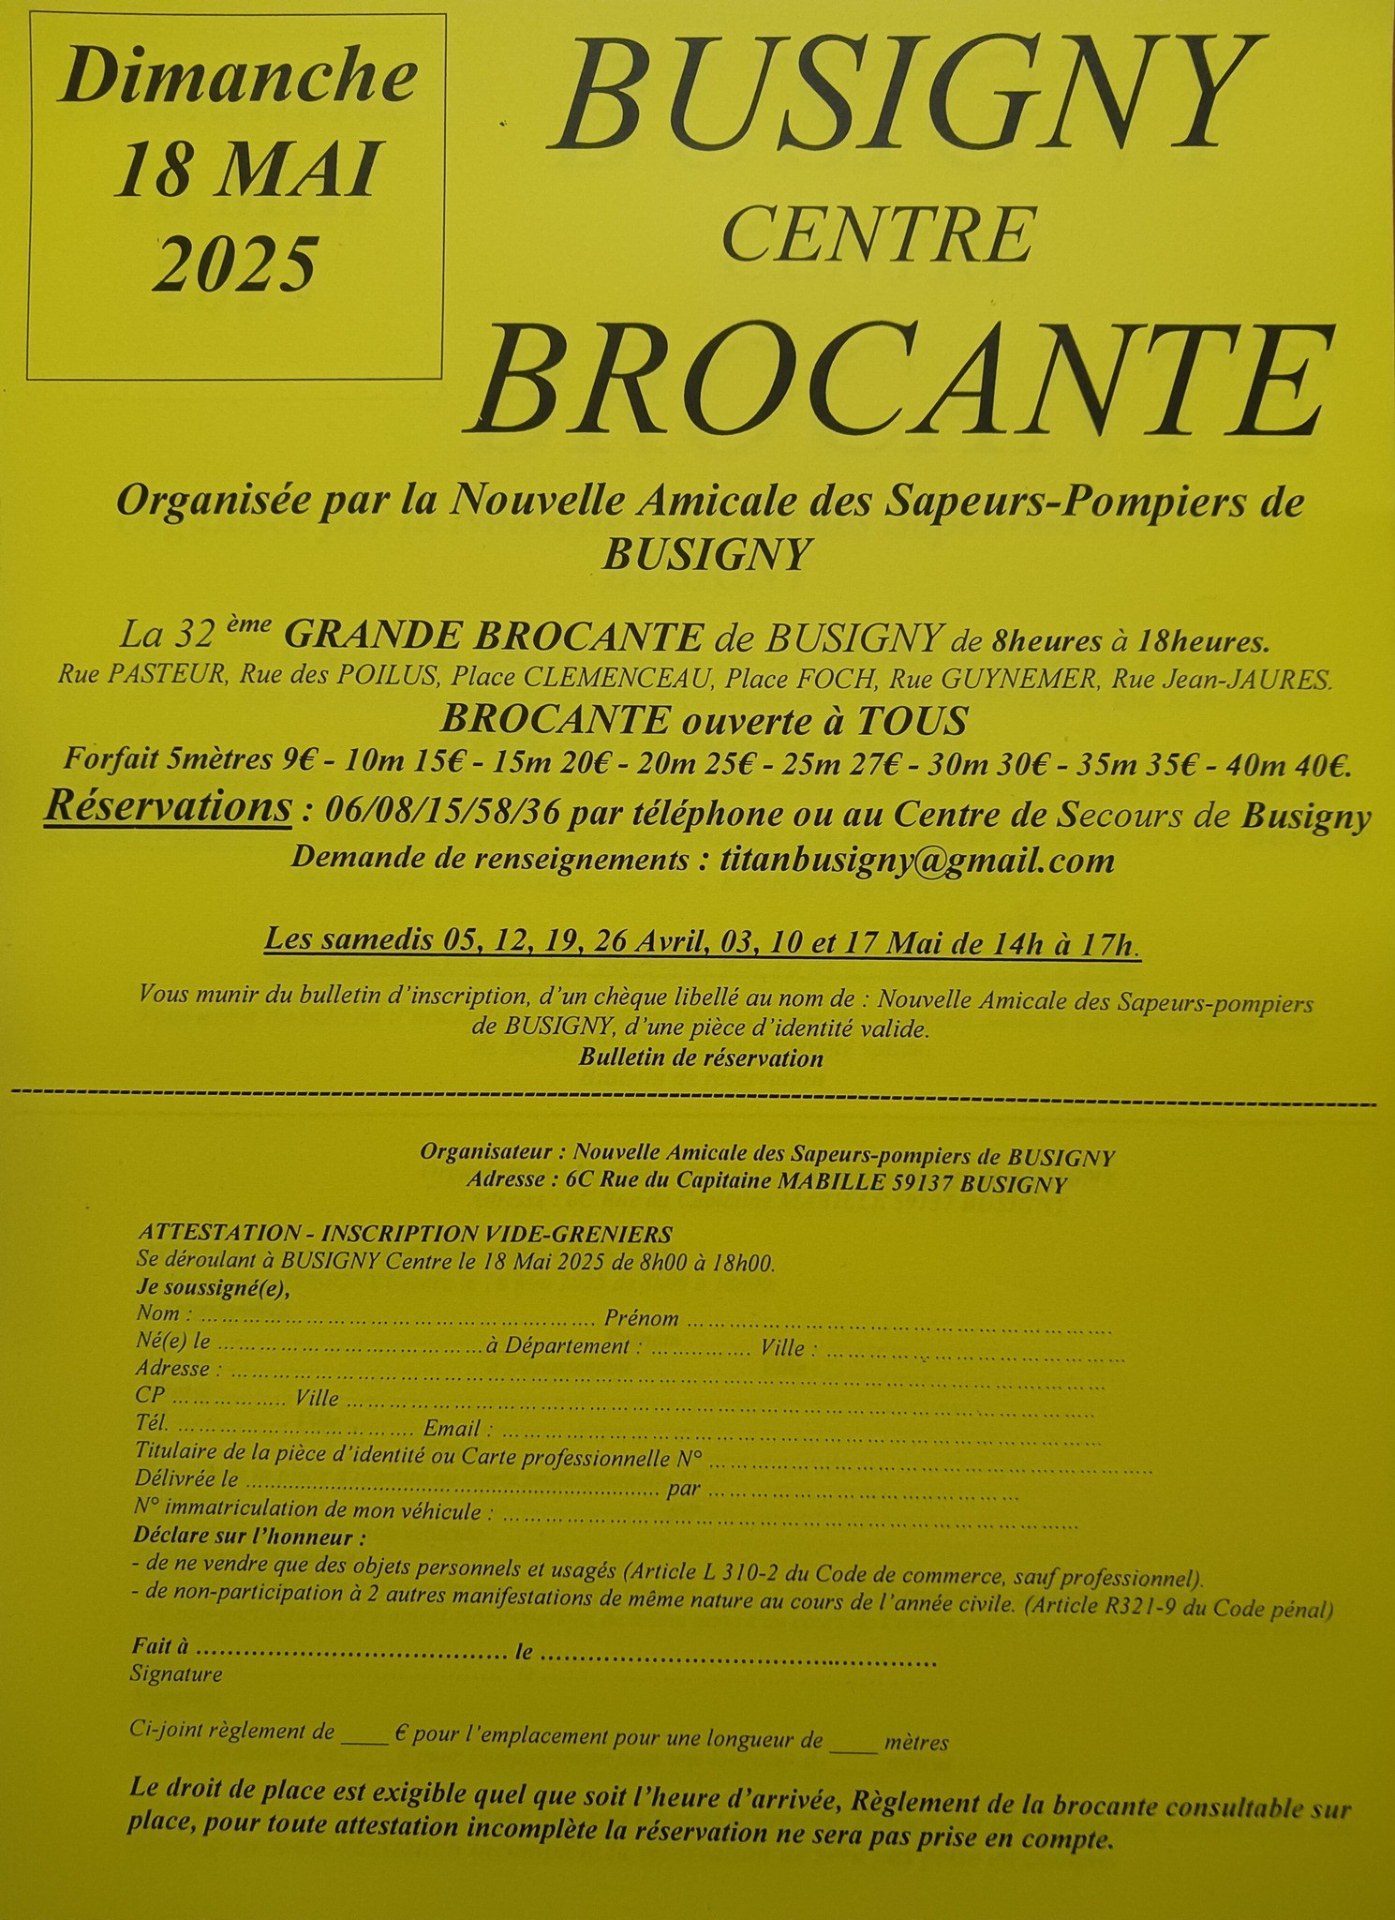 Dimanche
18 MAI
2025
BUSIGNY
CENTRE
BROCANTE
Organisée par la Nouvelle Amicale des Sapeurs-Pompiers de
BUSIGNY
La 32 ème GRANDE BROCANTE de BUSIGNY de 8heures à 18heures.
Rue PASTEUR, Rue des POILUS, Place CLEMENCEAU, Place FOCH, Rue GUYNEMER, Rue Jean-JAURES.
BROCANTE ouverte à TOUS
Forfait 5mètres 9€ - 10m 15€ - 15m 20€ - 20m 25€ - 25m 27€ - 30m 30€ - 35m 35€ - 40m 40€.
Réservations : 06/08/15/58/36 par téléphone ou au Centre de Secours de Busigny
Demande de renseignements : titanbusigny@gmail.com
Les samedis 05, 12, 19, 26 Avril, 03, 10 et 17 Mai de 14h à 17h.
Vous munir du bulletin d'inscription, d'un chèque libellé au nom de : Nouvelle Amicale des Sapeurs-pompiers
de BUSIGNY, d'une pièce d'identité valide.
Bulletin de réservation
Organisateur : Nouvelle Amicale des Sapeurs-pompiers de BUSIGNY
Adresse : 6C Rue du Capitaine MABILLE 59137 BUSIGNY
ATTESTATION - INSCRIPTION VIDE-GRENIERS
Se déroulant à BUSIGNY Centre le 18 Mai 2025 de 8h00 à 18h00.
Je soussigné(e),
Nom : ........................................ Prénom ........................................
Né(e) le .............................. à Département : ............ Ville : ..............................
Adresse : ................................................................................
CP ............... Ville ............................................................
Tél. .............................. Email : ............................................................
Titulaire de la pièce d'identité ou Carte professionnelle N° ........................................
Délivrée le .................................................. par ........................................
N° immatriculation de mon véhicule : ............................................................
Déclare sur l'honneur :
- de ne vendre que des objets personnels et usagés (Article L 310-2 du Code de commerce, sauf professionnel).
- de non-participation à 2 autres manifestations de même nature au cours de l'année civile. (Article R321-9 du Code pénal)
Fait à ........................................ le ........................................
Signature
Ci-joint règlement de ____ € pour l'emplacement pour une longueur de ____ mètres
Le droit de place est exigible quel que soit l'heure d'arrivée, Règlement de la brocante consultable sur
place, pour toute attestation incomplète la réservation ne sera pas prise en compte.